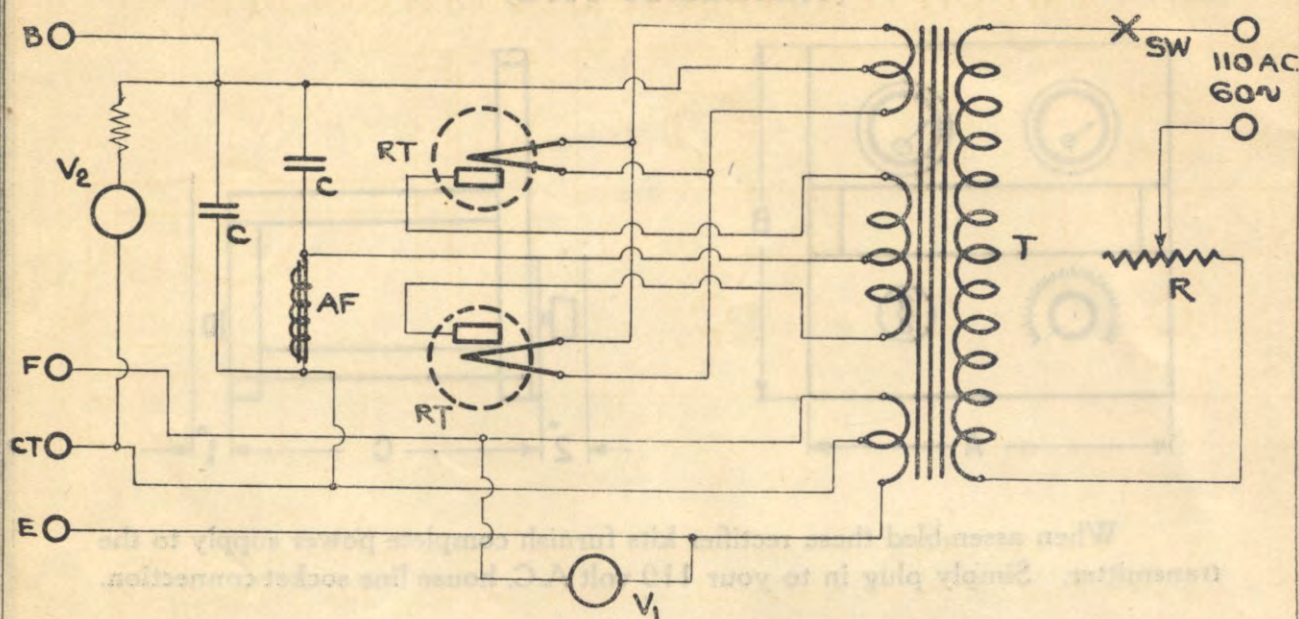 B
SW
110 AC
60~
RT
V2
C
C
T
R
AF
F
RT
CT
E
V1
When assembled these rectifier kits furnish complete power supply to the
transmitter. Simply plug in to your 110 volt A.C. house line socket connection.